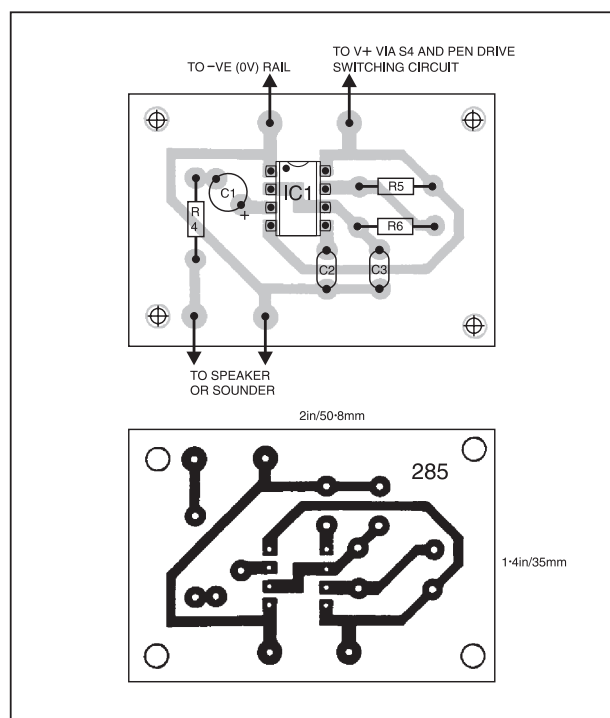 TO V+ VIA S4 AND PEN DRIVE
TO −VE (0V) RAIL
SWITCHING CIRCUIT
C1
+
IC1
R
4
R5
R6
C2
C3
TO SPEAKER
OR SOUNDER
2in/50·8mm
285
1·4in/35mm